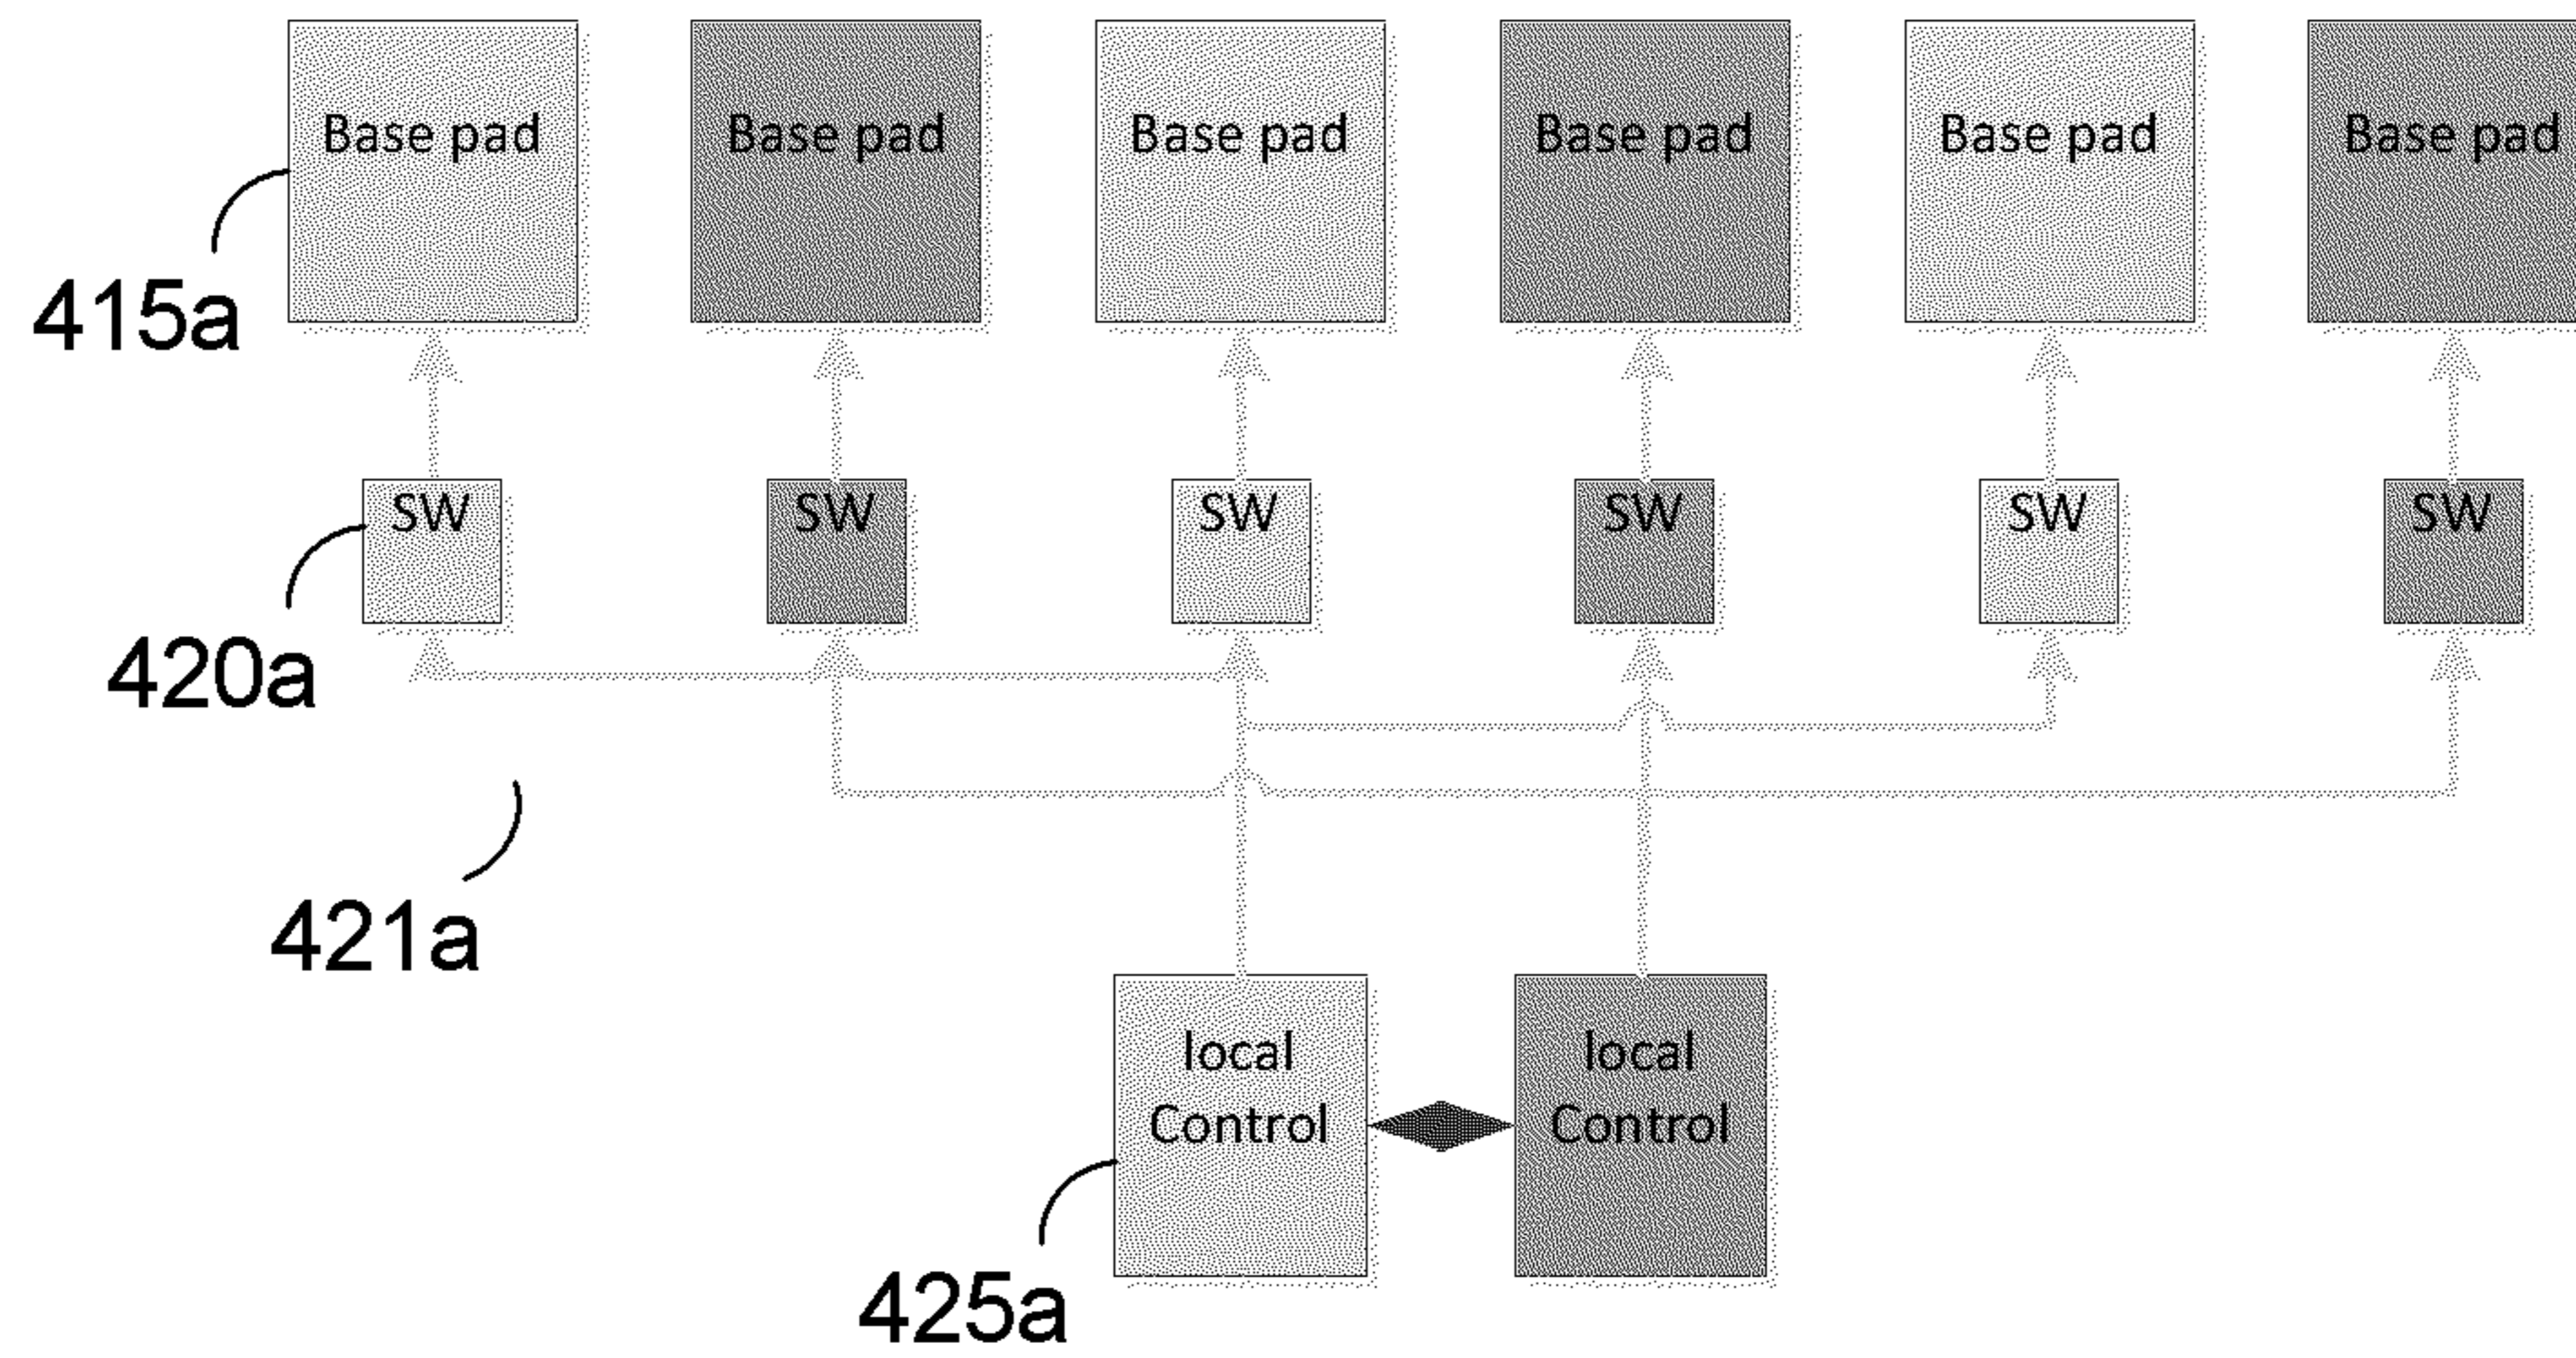 Base pad
Base pad
Base pad
Base pad
Base pad
Base pad
415a
SW
SW
SW
SW
SW
SW
420a
421a
local
Control
local
Control
425a